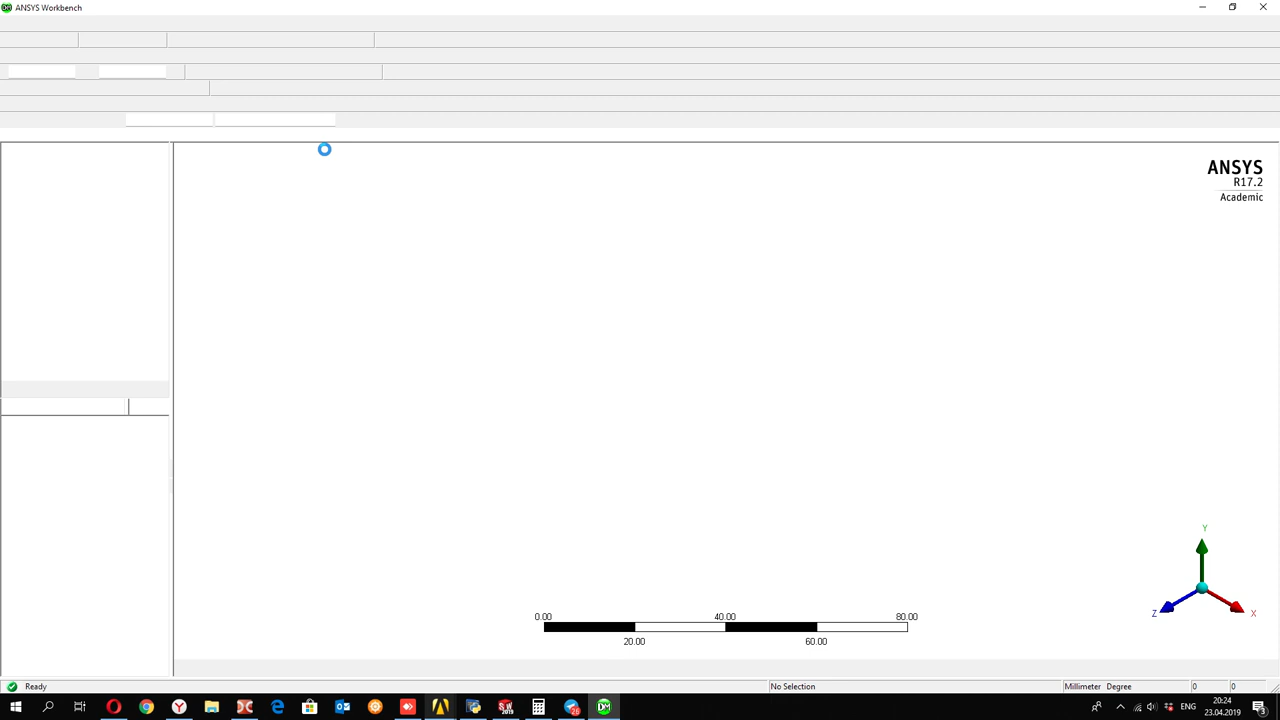 ANSYS Workbench
ANSYS
R17.2
Academic
Y
Z
X
0.00
40.00
80.00
20.00
60.00
Ready
No Selection
Millimeter Degree
0
0
ENG
20:24
23.04.2019